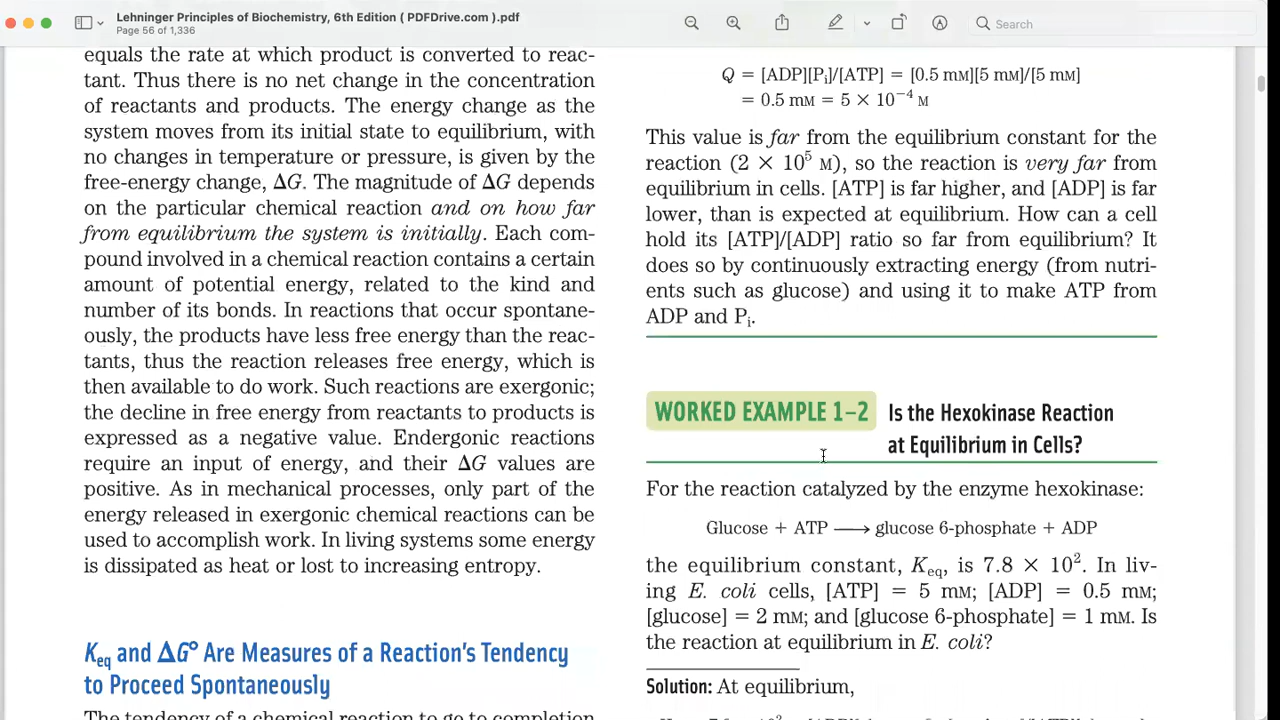 Lehninger Principles of Biochemistry, 6th Edition ( PDFDrive.com ).pdf
Page 56 of 1,336
Search
equals the rate at which product is converted to reac-
tant. Thus there is no net change in the concentration
of reactants and products. The energy change as the
system moves from its initial state to equilibrium, with
no changes in temperature or pressure, is given by the
free-energy change, ΔG. The magnitude of ΔG depends
on the particular chemical reaction and on how far
from equilibrium the system is initially. Each com-
pound involved in a chemical reaction contains a certain
amount of potential energy, related to the kind and
number of its bonds. In reactions that occur spontane-
ously, the products have less free energy than the reac-
tants, thus the reaction releases free energy, which is
then available to do work. Such reactions are exergonic;
the decline in free energy from reactants to products is
expressed as a negative value. Endergonic reactions
require an input of energy, and their ΔG values are
positive. As in mechanical processes, only part of the
energy released in exergonic chemical reactions can be
used to accomplish work. In living systems some energy
is dissipated as heat or lost to increasing entropy.
Keq and ΔG° Are Measures of a Reaction's Tendency
to Proceed Spontaneously
The tendency of a chemical reaction to go to completion
Q = [ADP][Pi]/[ATP] = [0.5 mM][5 mM]/[5 mM]
= 0.5 mM = 5 × 10⁻⁴ M
This value is far from the equilibrium constant for the
reaction (2 × 10⁵ M), so the reaction is very far from
equilibrium in cells. [ATP] is far higher, and [ADP] is far
lower, than is expected at equilibrium. How can a cell
hold its [ATP]/[ADP] ratio so far from equilibrium? It
does so by continuously extracting energy (from nutri-
ents such as glucose) and using it to make ATP from
ADP and Pi.
WORKED EXAMPLE 1–2 Is the Hexokinase Reaction
at Equilibrium in Cells?
For the reaction catalyzed by the enzyme hexokinase:
Glucose + ATP ⟶ glucose 6-phosphate + ADP
the equilibrium constant, Keq, is 7.8 × 10². In liv-
ing E. coli cells, [ATP] = 5 mM; [ADP] = 0.5 mM;
[glucose] = 2 mM; and [glucose 6-phosphate] = 1 mM. Is
the reaction at equilibrium in E. coli?
Solution: At equilibrium,